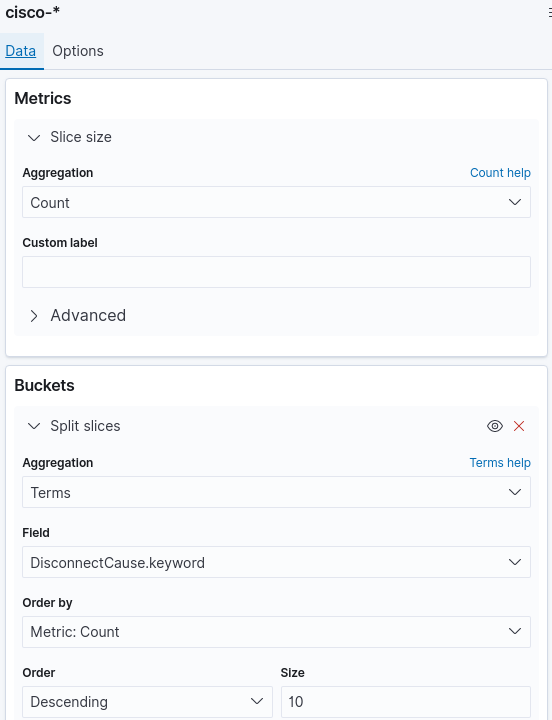 cisco-*
Data Options
Metrics
Slice size
Aggregation Count help
Count
Custom label
Advanced
Buckets
Split slices
Aggregation Terms help
Terms
Field
DisconnectCause.keyword
Order by
Metric: Count
Order Size
Descending 10